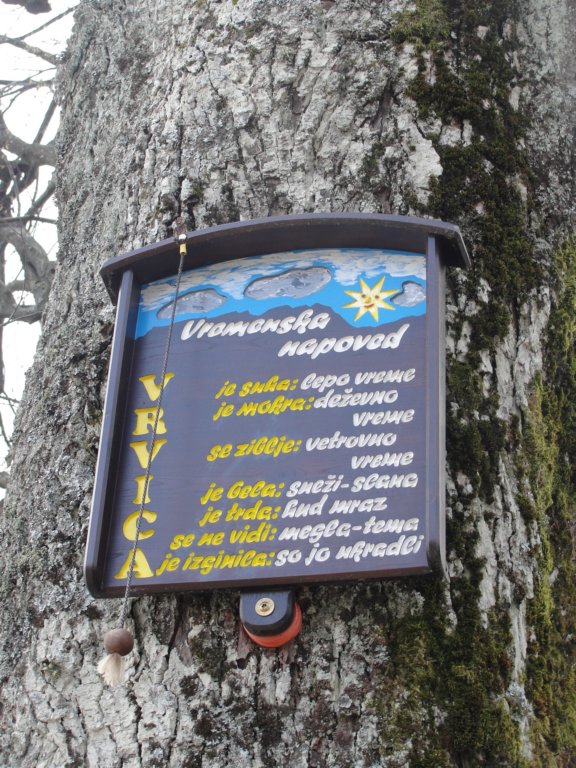 Vremenska
napoved
VRVICA
je suha: lepo vreme
je mokra: deževno
vreme
se ziblje: vetrovno
vreme
je bela: sneži-slana
je trda: hud mraz
se ne vidi: megla-tema
je izginila: so jo ukradli